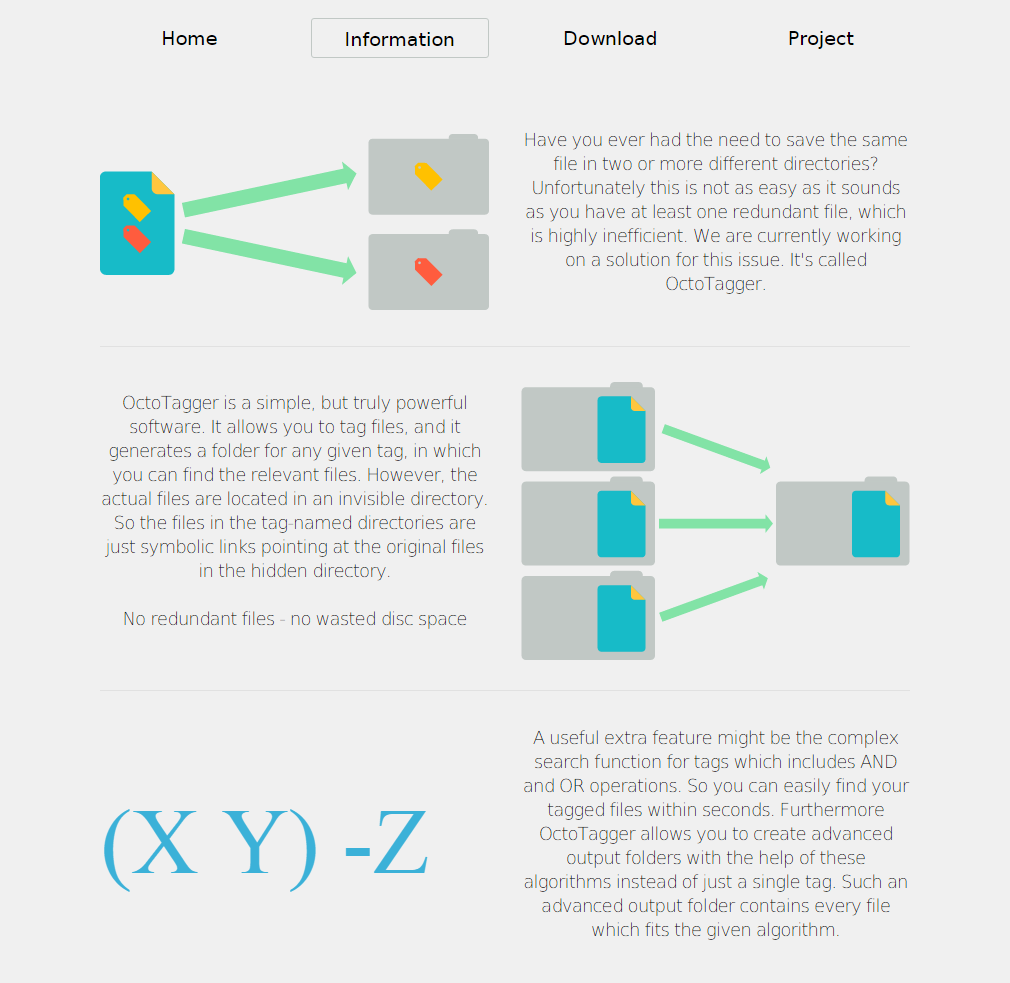 Home
Information
Download
Project
Have you ever had the need to save the same
file in two or more different directories?
Unfortunately this is not as easy as it sounds
as you have at least one redundant file, which
is highly inefficient. We are currently working
on a solution for this issue. It's called
OctoTagger.
OctoTagger is a simple, but truly powerful
software. It allows you to tag files, and it
generates a folder for any given tag, in which
you can find the relevant files. However, the
actual files are located in an invisible directory.
So the files in the tag-named directories are
just symbolic links pointing at the original files
in the hidden directory.
No redundant files - no wasted disc space
(X Y) -Z
A useful extra feature might be the complex
search function for tags which includes AND
and OR operations. So you can easily find your
tagged files within seconds. Furthermore
OctoTagger allows you to create advanced
output folders with the help of these
algorithms instead of just a single tag. Such an
advanced output folder contains every file
which fits the given algorithm.